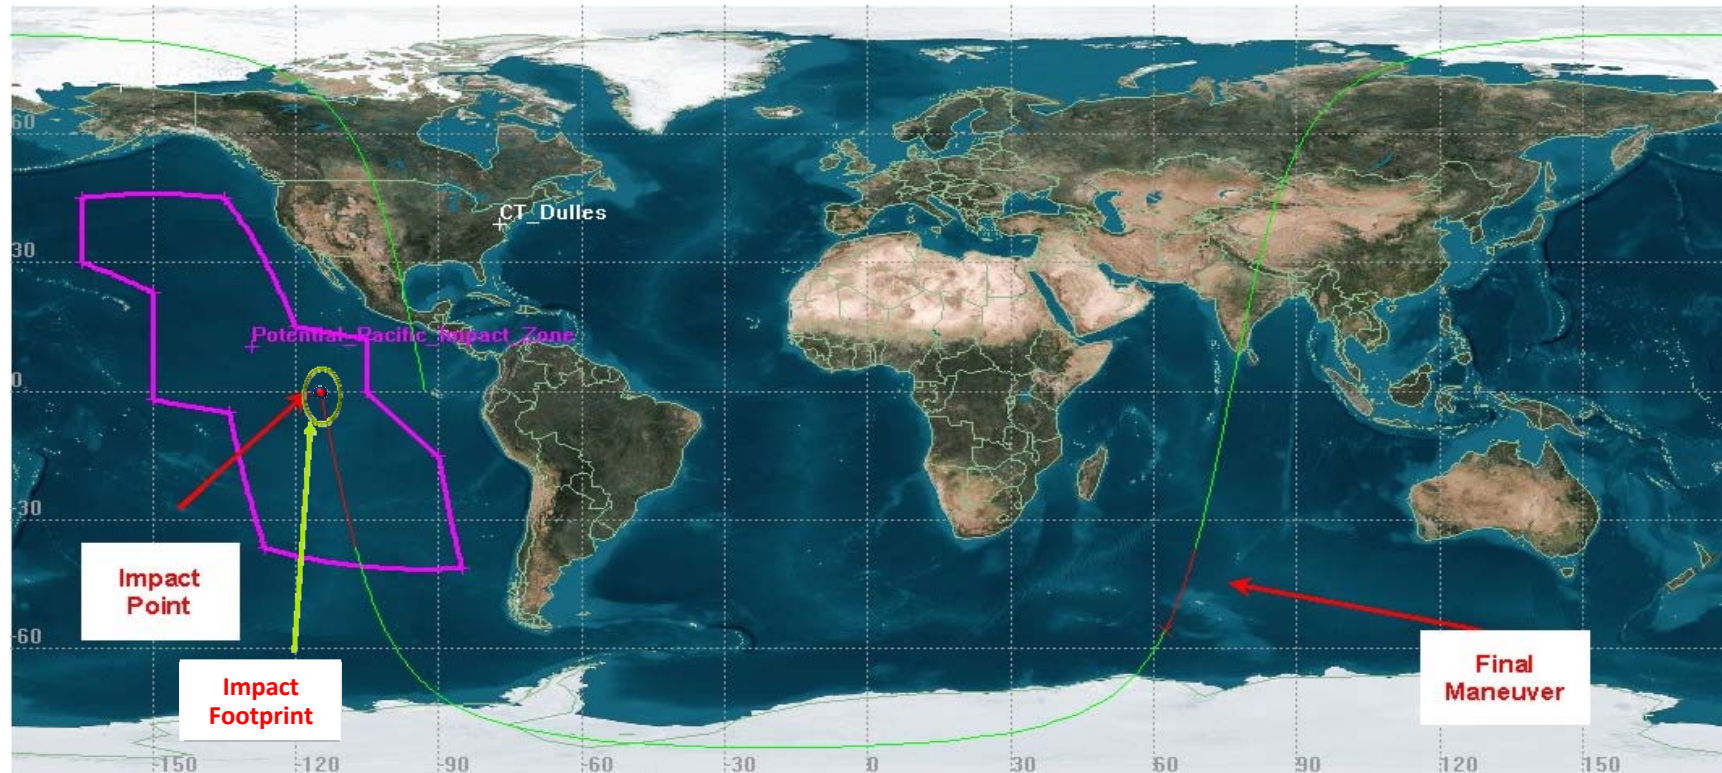 60
CT_Dulles
30
Potential_Pacific_Impact_Zone
0
-30
Impact
Point
-60
Impact
Footprint
Final
Maneuver
-150
-120
-90
-60
-30
0
30
60
90
120
150